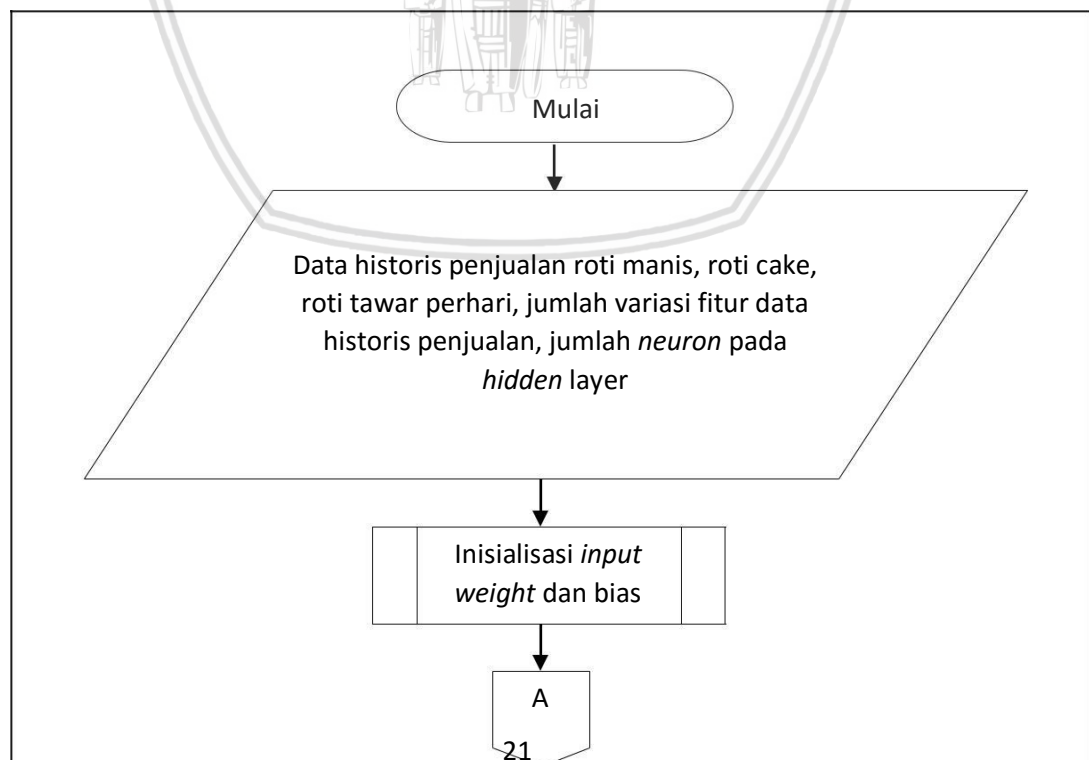 Mulai
Data historis penjualan roti manis, roti cake,
roti tawar perhari, jumlah variasi fitur data
historis penjualan, jumlah neuron pada
hidden layer
Inisialisasi input
weight dan bias
A
21